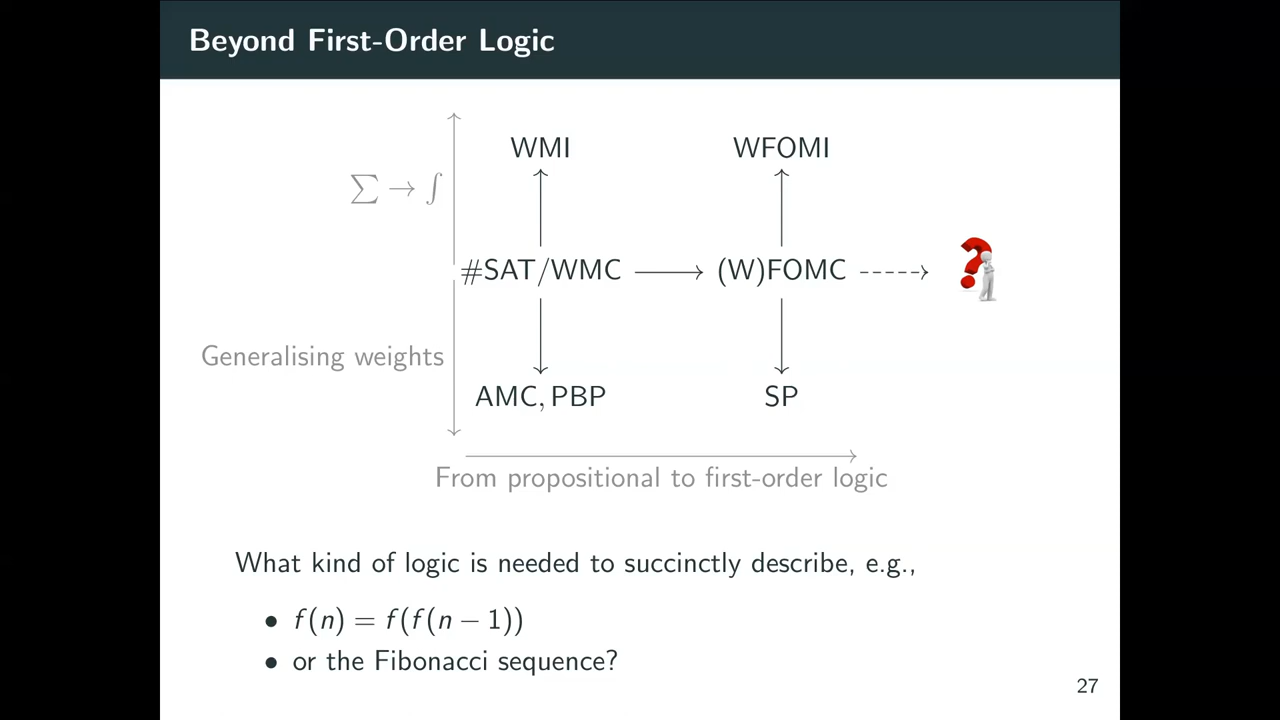 Beyond First-Order Logic
WMI
WFOMI
∑ → ∫
#SAT/WMC
(W)FOMC
?
Generalising weights
AMC, PBP
SP
From propositional to first-order logic
What kind of logic is needed to succinctly describe, e.g.,
• f(n) = f(f(n − 1))
• or the Fibonacci sequence?
27